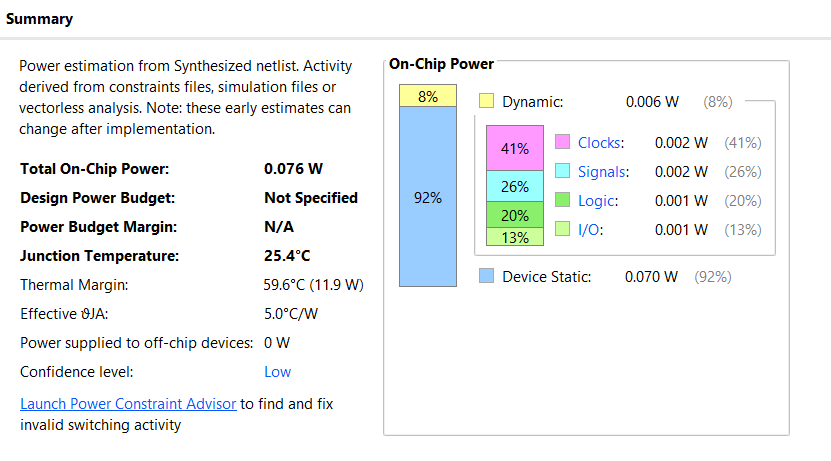 Summary
Power estimation from Synthesized netlist. Activity
derived from constraints files, simulation files or
vectorless analysis. Note: these early estimates can
change after implementation.
Total On-Chip Power: 0.076 W
Design Power Budget: Not Specified
Power Budget Margin: N/A
Junction Temperature: 25.4°C
Thermal Margin: 59.6°C (11.9 W)
Effective ϑJA: 5.0°C/W
Power supplied to off-chip devices: 0 W
Confidence level: Low
Launch Power Constraint Advisor to find and fix
invalid switching activity
On-Chip Power
8%
92%
Dynamic: 0.006 W (8%)
41%
26%
20%
13%
Clocks: 0.002 W (41%)
Signals: 0.002 W (26%)
Logic: 0.001 W (20%)
I/O: 0.001 W (13%)
Device Static: 0.070 W (92%)